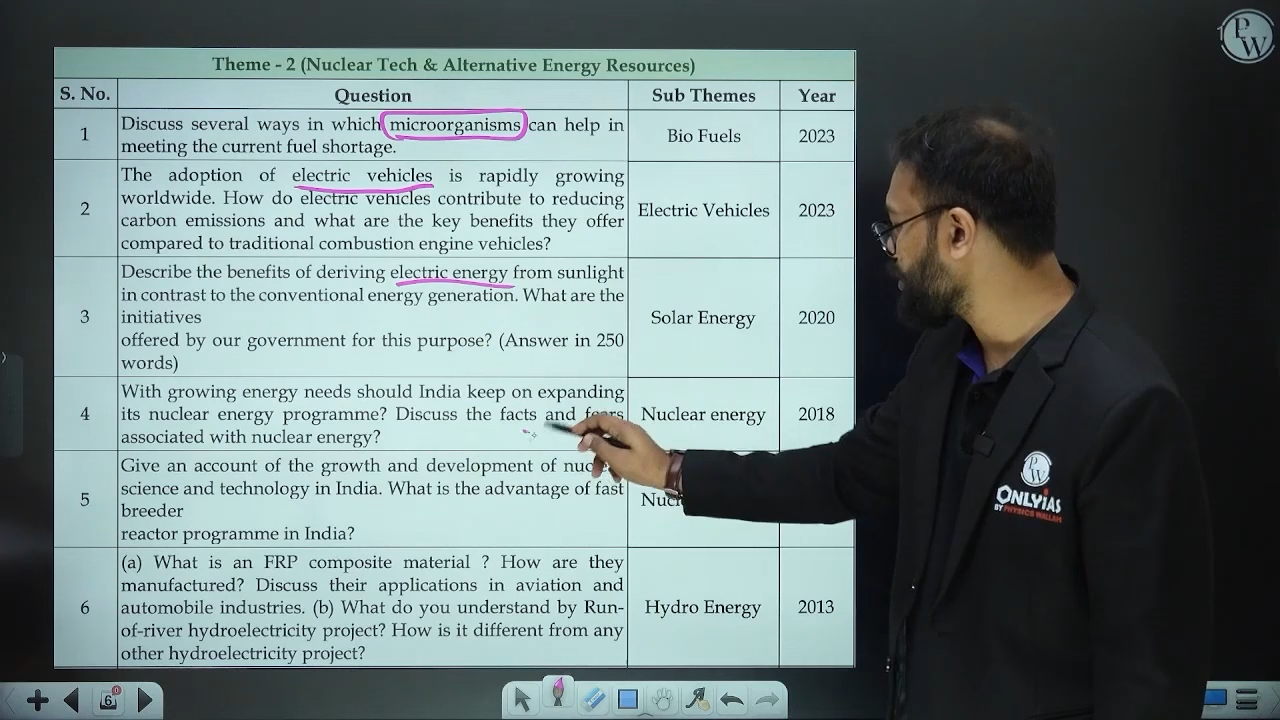 PW
Theme - 2 (Nuclear Tech & Alternative Energy Resources)
S. No. Question Sub Themes Year
1 Discuss several ways in which microorganisms can help in
meeting the current fuel shortage.
Bio Fuels 2023
The adoption of electric vehicles is rapidly growing
worldwide. How do electric vehicles contribute to reducing
2 carbon emissions and what are the key benefits they offer
compared to traditional combustion engine vehicles?
Electric Vehicles 2023
Describe the benefits of deriving electric energy from sunlight
in contrast to the conventional energy generation. What are the
3 initiatives
offered by our government for this purpose? (Answer in 250
words)
Solar Energy 2020
With growing energy needs should India keep on expanding
4 its nuclear energy programme? Discuss the facts and fears
associated with nuclear energy?
Nuclear energy 2018
Give an account of the growth and development of
science and technology in India. What is the advantage of fast
5 breeder
reactor programme in India?
(a) What is an FRP composite material ? How are they
manufactured? Discuss their applications in aviation and
6 automobile industries. (b) What do you understand by Run-
of-river hydroelectricity project? How is it different from any
other hydroelectricity project?
Hydro Energy 2013
PW
ONLYiAS
BY PHYSICS WALLAH
6